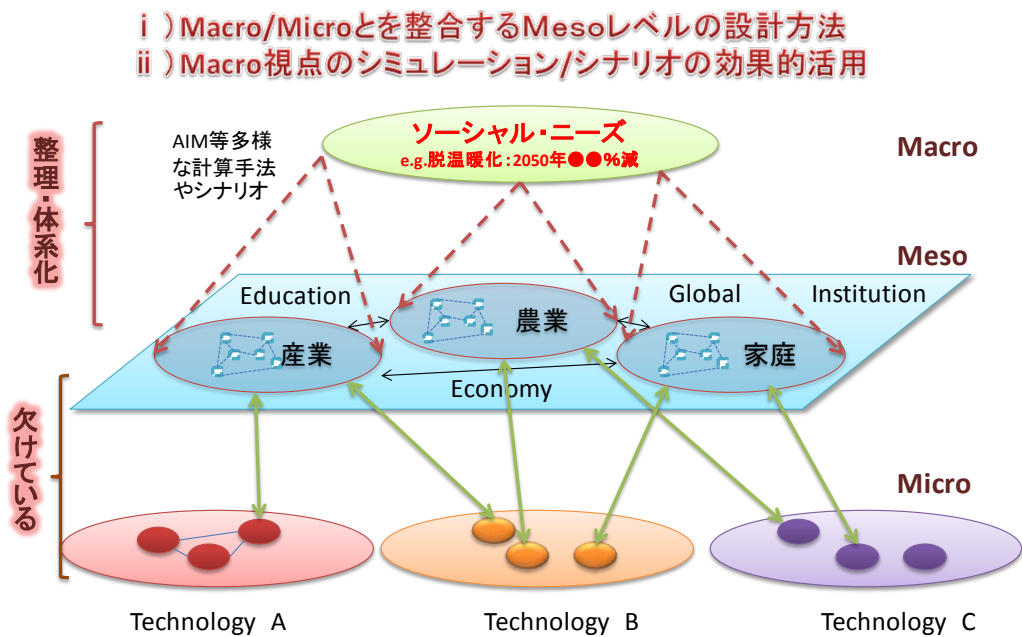 ⅰ）Macro/Microとを整合するMesoレベルの設計方法
ⅱ）Macro視点のシミュレーション/シナリオの効果的活用
整理・体系化
AIM等多様
な計算手法
やシナリオ
ソーシャル・ニーズ
e.g.脱温暖化：2050年●●%減
Macro
Meso
Education
Global
Institution
農業
産業
家庭
Economy
欠けている
Micro
Technology A
Technology B
Technology C